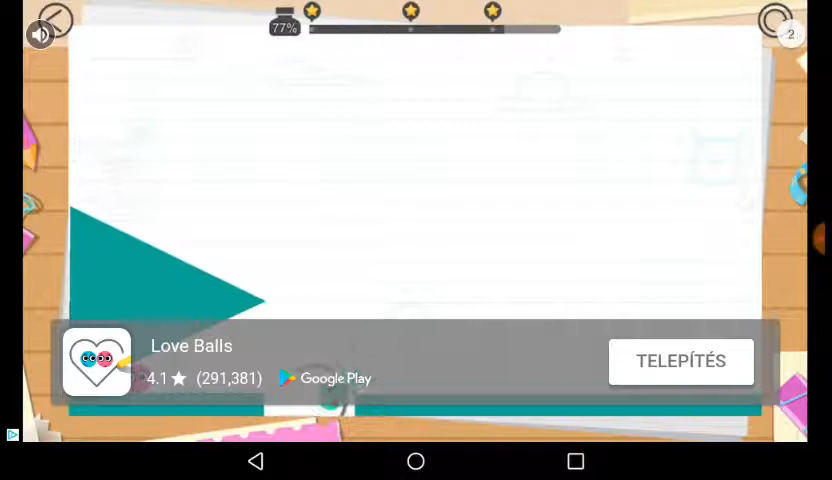 77%
2
Love Balls
TELEPÍTÉS
4.1★ (291,381) Google Play